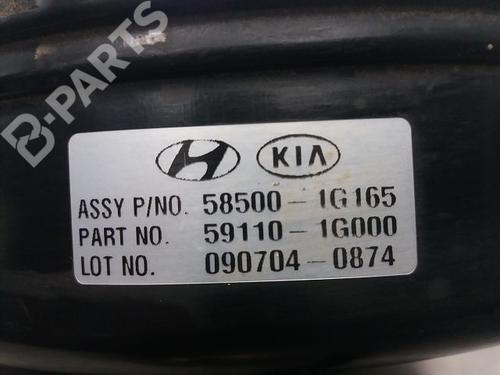 B-PARTS
KIA
ASSY P/NO. 58500-1G165
PART NO. 59110-1G000
LOT NO. 090704-0874